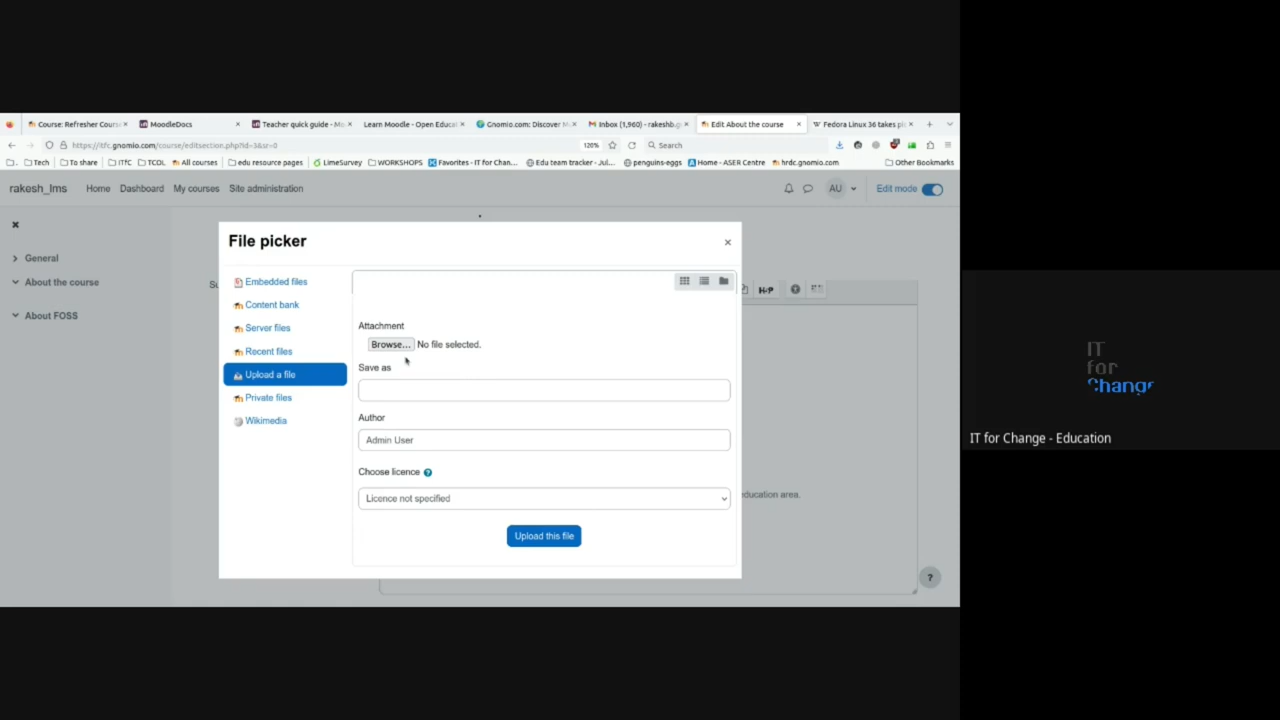 Course: Refresher Cours
MoodleDocs
Teacher quick guide - Mo
Learn Moodle - Open Educat
Gnomio.com: Discover M
Inbox (1,960) - rakeshb.g
Edit About the course
Fedora Linux 36 takes pi
https://itfc.gnomio.com/course/editsection.php?id=3&sr=0
120%
Search
Tech
To share
ITfC
TCOL
All courses
edu resource pages
LimeSurvey
WORKSHOPS
Favorites - IT for Chan...
Edu team tracker - Jul...
penguins-eggs
Home - ASER Centre
hrdc.gnomio.com
Other Bookmarks
rakesh_lms
Home
Dashboard
My courses
Site administration
AU
Edit mode
General
About the course
About FOSS
Su
File picker
Embedded files
Content bank
Server files
Recent files
Upload a file
Private files
Wikimedia
Attachment
Browse... No file selected.
Save as
Author
Admin User
Choose licence
Licence not specified
Upload this file
H-P
education area.
?
IT
for
Change
IT for Change - Education